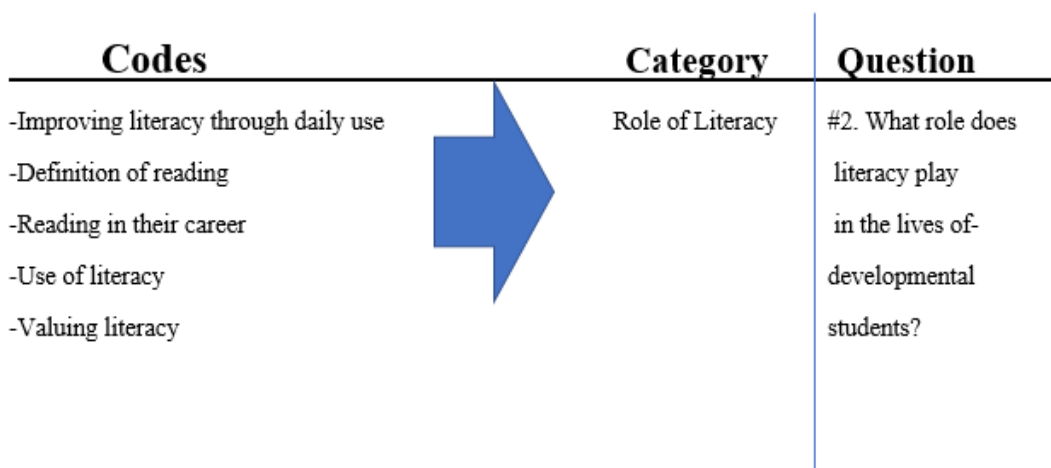 Codes Category Question
-Improving literacy through daily use Role of Literacy #2. What role does
-Definition of reading literacy play
-Reading in their career in the lives of-
-Use of literacy developmental
-Valuing literacy students?